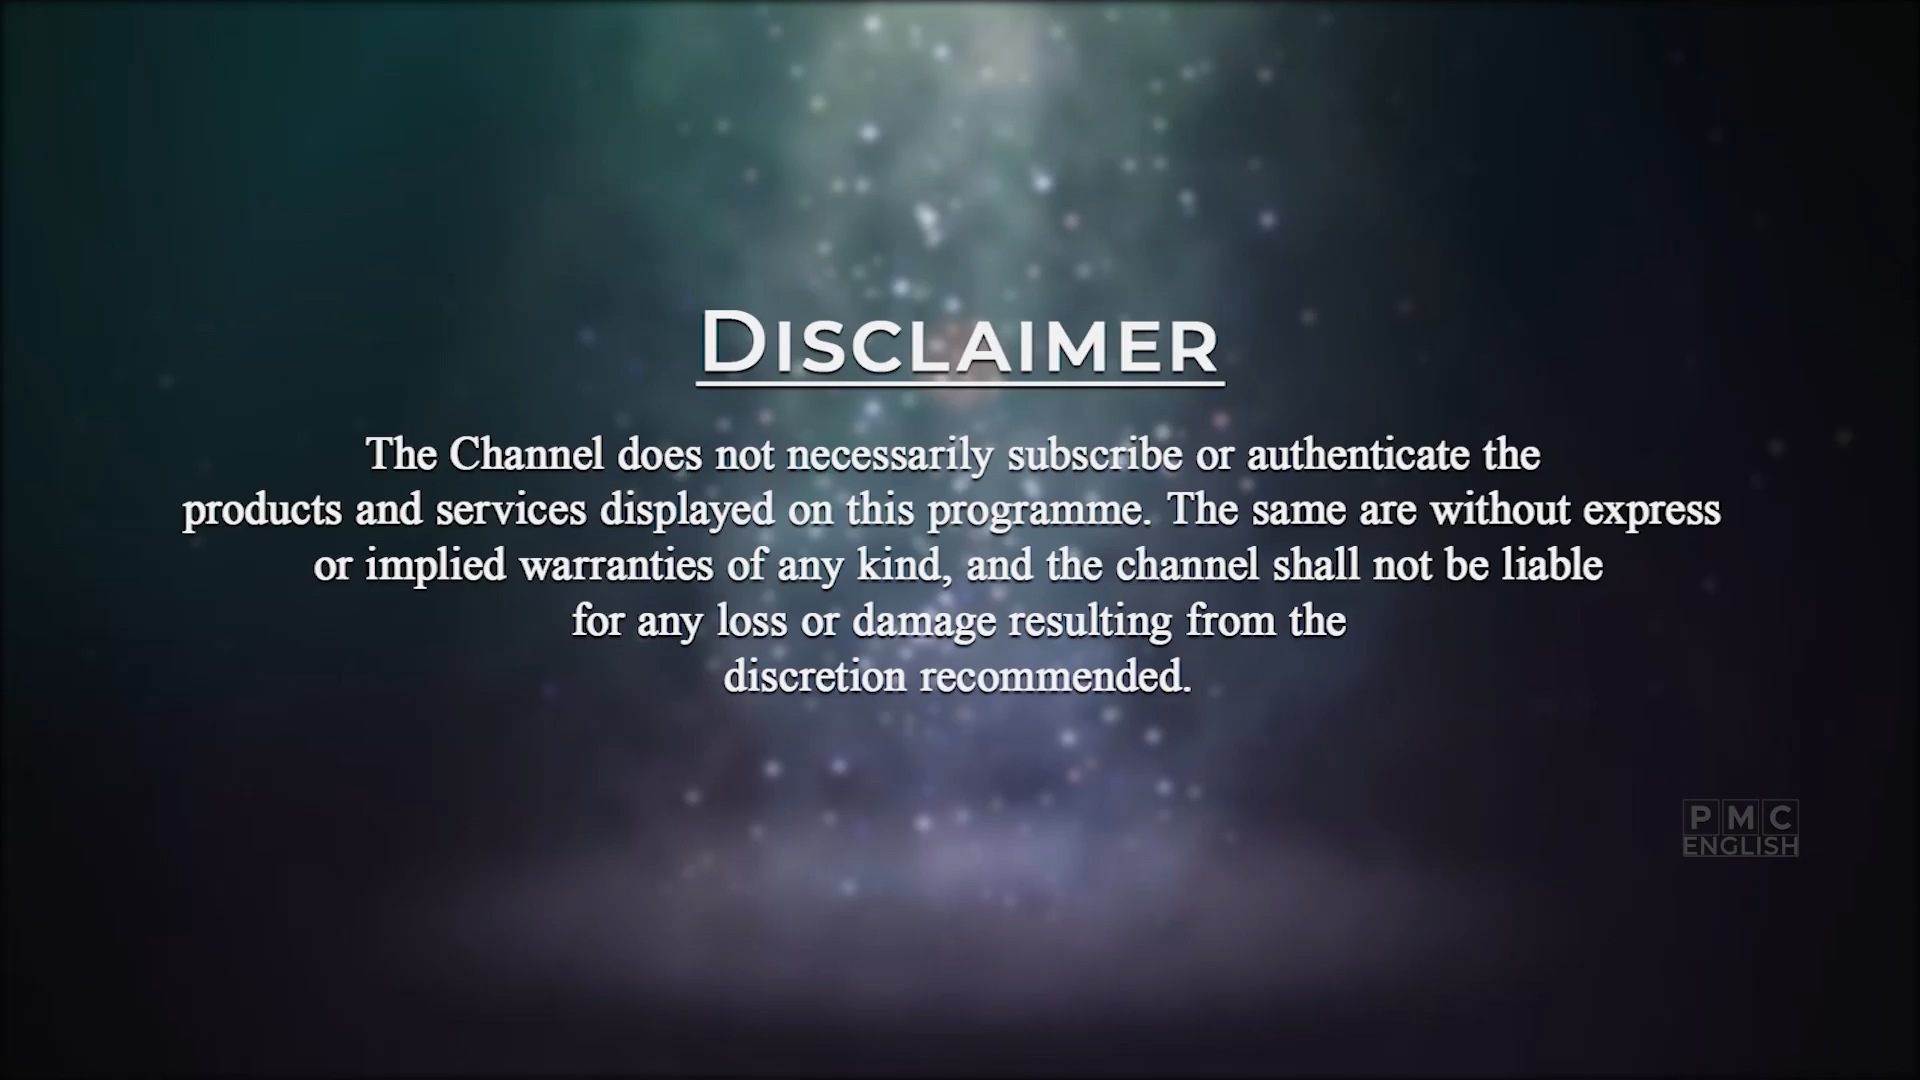 DISCLAIMER
The Channel does not necessarily subscribe or authenticate the
products and services displayed on this programme. The same are without express
or implied warranties of any kind, and the channel shall not be liable
for any loss or damage resulting from the
discretion recommended.
PMC
ENGLISH